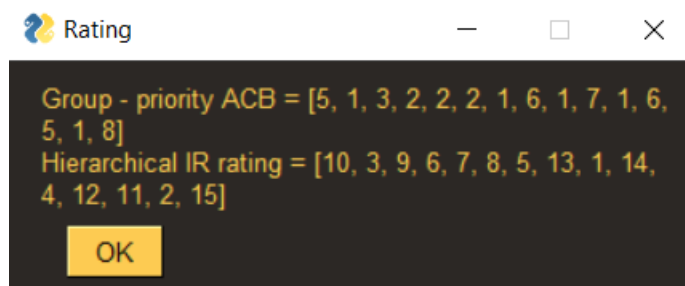 Rating
Group - priority ACB = [5, 1, 3, 2, 2, 2, 1, 6, 1, 7, 1, 6,
5, 1, 8]
Hierarchical IR rating = [10, 3, 9, 6, 7, 8, 5, 13, 1, 14,
4, 12, 11, 2, 15]
OK